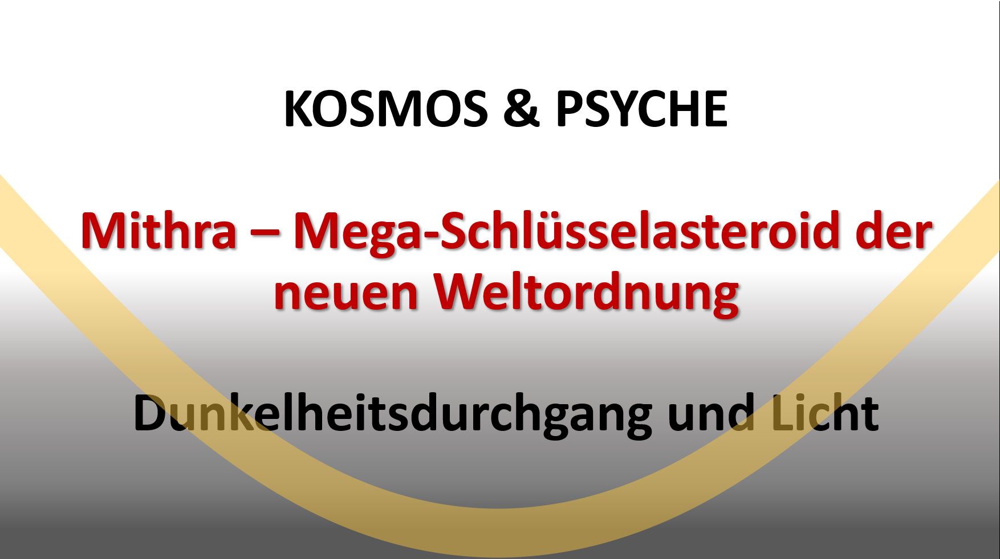 KOSMOS & PSYCHE
Mithra – Mega-Schlüsselasteroid der
neuen Weltordnung
Dunkelheitsdurchgang und Licht